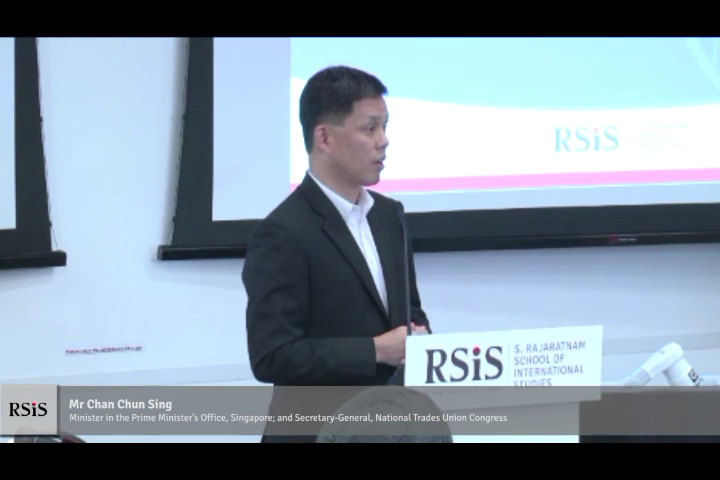 RSiS
RSiS
S. RAJARATNAM
SCHOOL OF
INTERNATIONAL
STUDIES
RSiS
Mr Chan Chun Sing
Minister in the Prime Minister's Office, Singapore; and Secretary-General, National Trades Union Congress